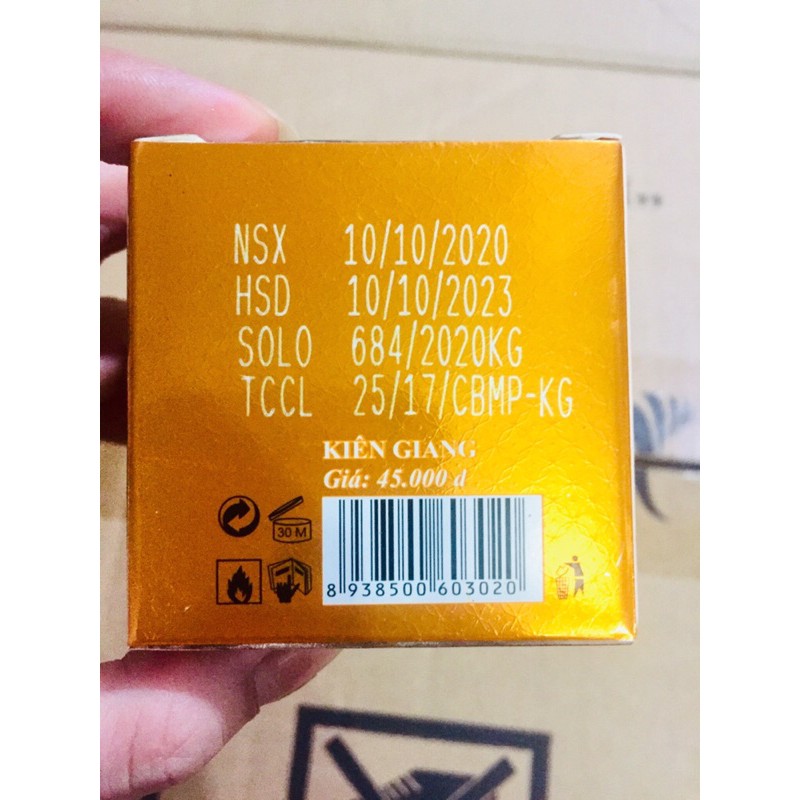 NSX 10/10/2020
HSD 10/10/2023
SOLO 684/2020KG
TCCL 25/17/CBMP-KG
KIÊN GIANG
Giá: 45.000 đ
30 M
8 938500 603020